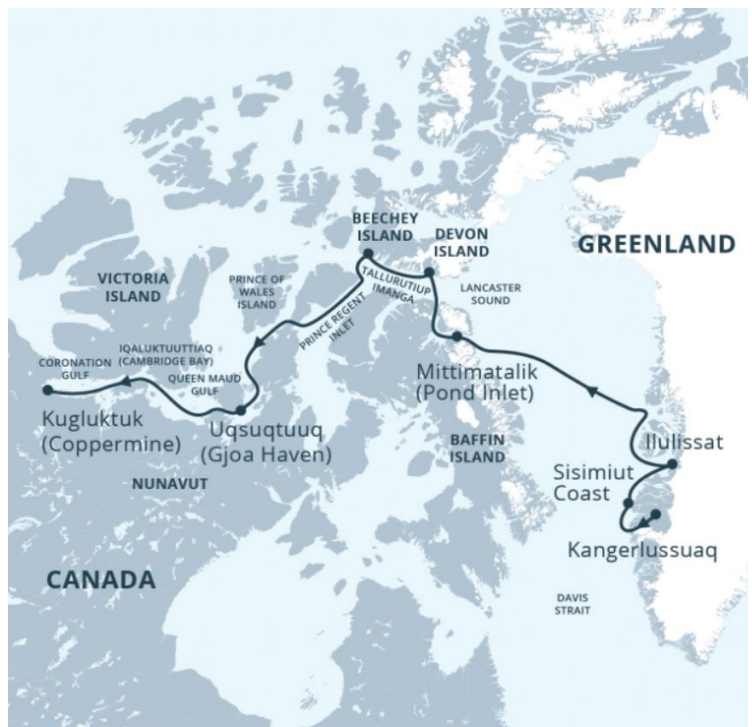 BEECHEY
ISLAND
DEVON
ISLAND
GREENLAND
VICTORIA
ISLAND
PRINCE OF
WALES
ISLAND
TALLURUTIUP
IMANGA
LANCASTER
SOUND
PRINCE REGENT
INLET
IQALUKTUUTTIAQ
(CAMBRIDGE BAY)
CORONATION
GULF
QUEEN MAUD
GULF
Mittimatalik
(Pond Inlet)
Kugluktuk
(Coppermine)
Uqsuqtuuq
(Gjoa Haven)
BAFFIN
ISLAND
Ilulissat
Sisimiut
Coast
NUNAVUT
Kangerlussuaq
CANADA
DAVIS
STRAIT